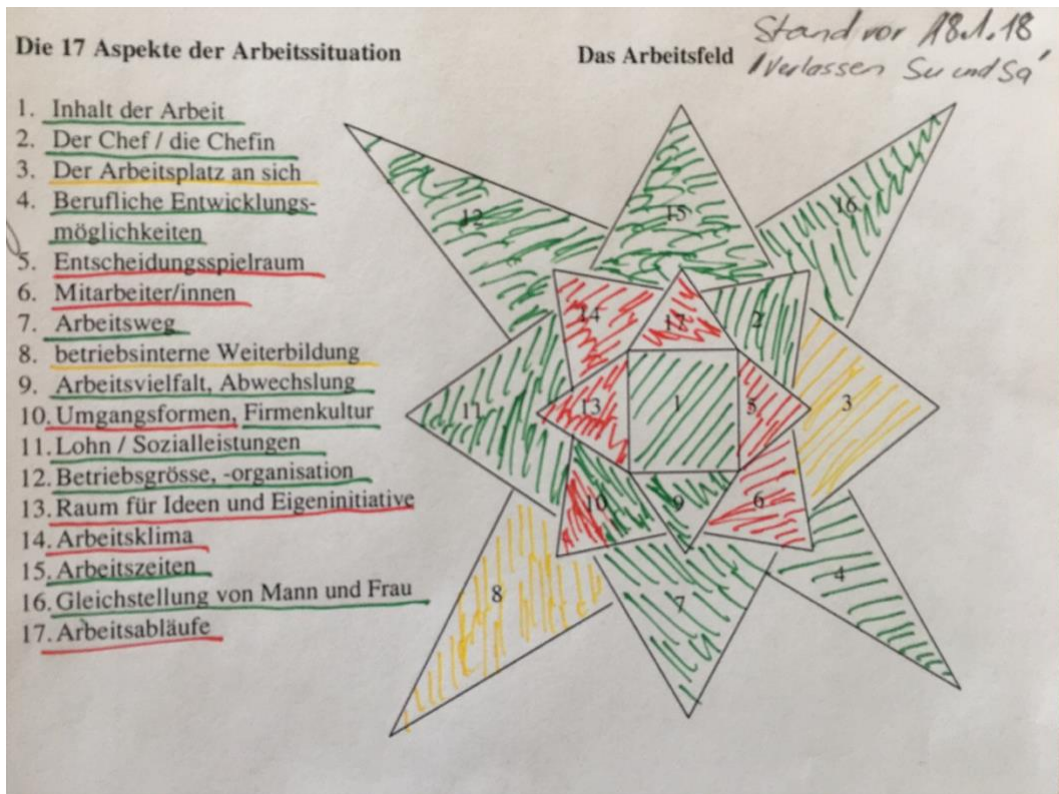 Die 17 Aspekte der Arbeitssituation
Das Arbeitsfeld
Stand vor 18.1.18
Verlassen Su und Sa
1. Inhalt der Arbeit
2. Der Chef / die Chefin
3. Der Arbeitsplatz an sich
4. Berufliche Entwicklungs-
möglichkeiten
5. Entscheidungsspielraum
6. Mitarbeiter/innen
7. Arbeitsweg
8. betriebsinterne Weiterbildung
9. Arbeitsvielfalt, Abwechslung
10. Umgangsformen, Firmenkultur
11. Lohn / Sozialleistungen
12. Betriebsgrösse, -organisation
13. Raum für Ideen und Eigeninitiative
14. Arbeitsklima
15. Arbeitszeiten
16. Gleichstellung von Mann und Frau
17. Arbeitsabläufe
12
15
16
14
17
2
11
13
1
5
3
10
9
6
8
7
4